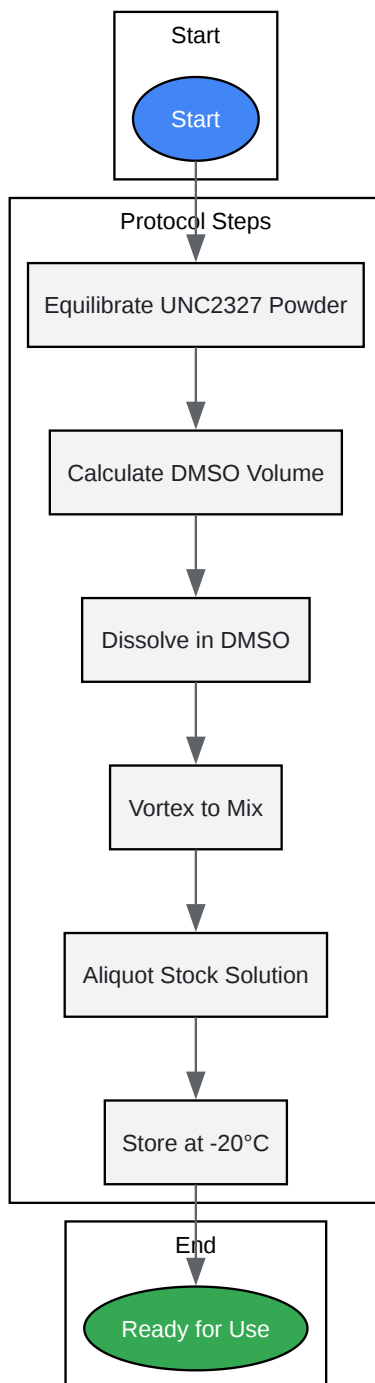 Start
Start
Protocol Steps
Equilibrate UNC2327 Powder
Calculate DMSO Volume
Dissolve in DMSO
Vortex to Mix
Aliquot Stock Solution
Store at -20°C
End
Ready for Use